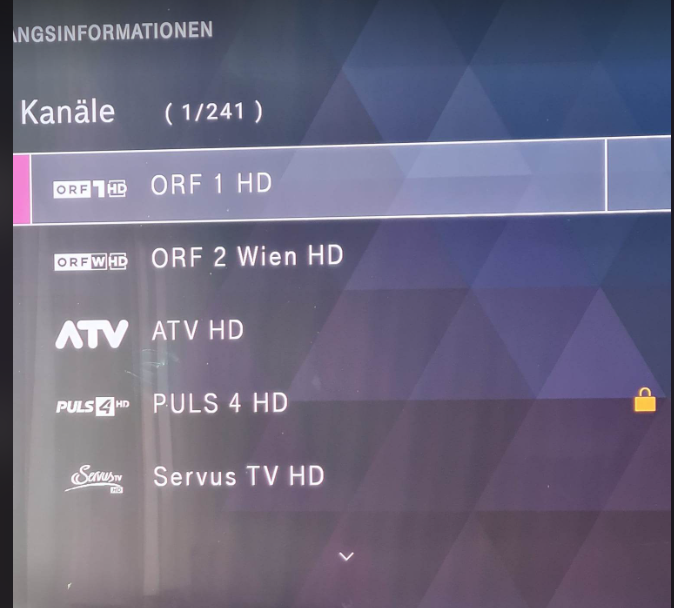 ANGSINFORMATIONEN
Kanäle (1/241)
ORF 1 HD ORF 1 HD
ORF W HD ORF 2 Wien HD
ATV ATV HD
PULS 4 HD PULS 4 HD
Servus TV HD Servus TV HD